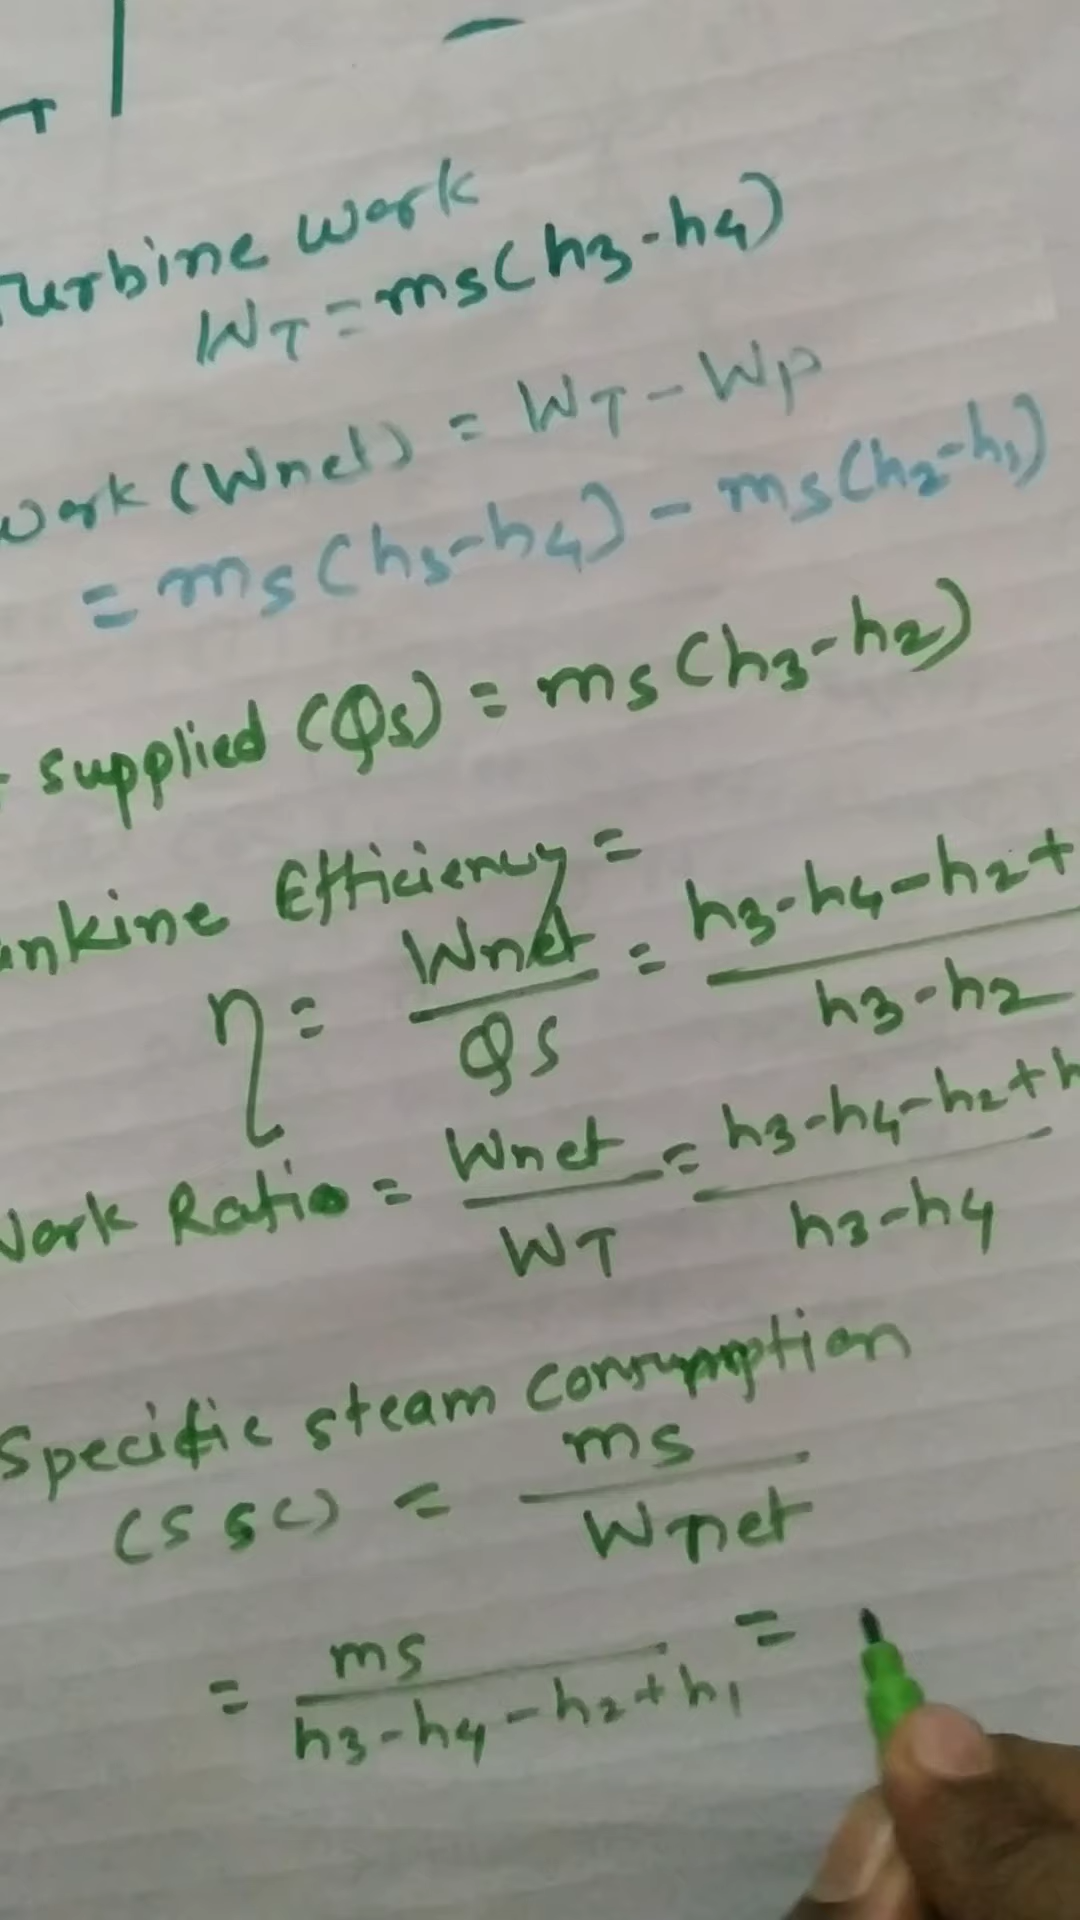 Turbine work
WT = ms(h3-h4)
work (Wnet) = WT - WP
= ms(h3-h4) - ms(h2-h1)
supplied (Qs) = ms(h3-h2)
ankine Efficiency =
η = Wnet/Qs = h3-h4-h2+/h3-h2
Work Ratio = Wnet/WT = h3-h4-h2+h/h3-h4
Specific steam consumption
(SSC) = ms/Wnet
= ms/h3-h4-h2+h1 =